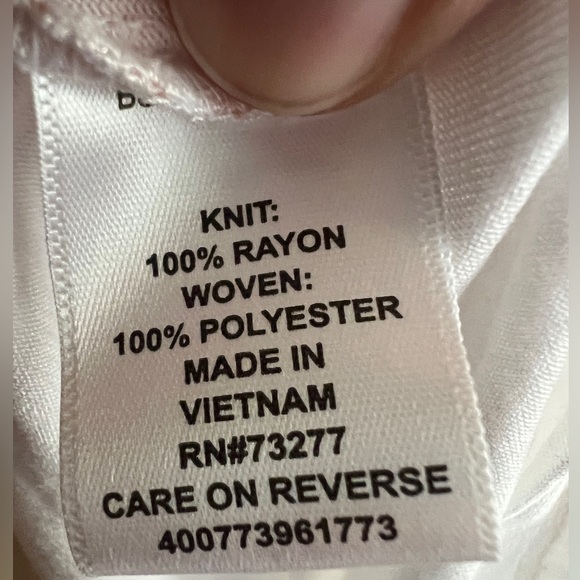 KNIT:
100% RAYON
WOVEN:
100% POLYESTER
MADE IN
VIETNAM
RN#73277
CARE ON REVERSE
400773961773